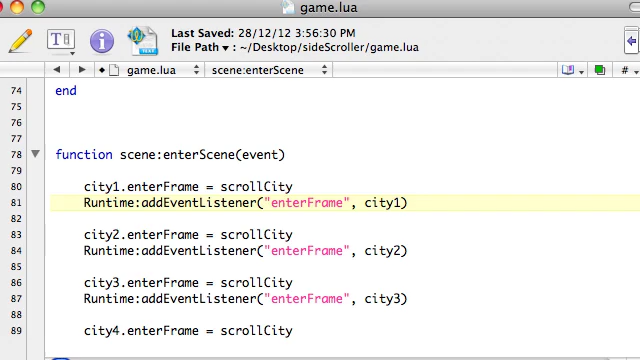 game.lua
Last Saved: 28/12/12 3:56:30 PM
File Path ▾ : ~/Desktop/sideScroller/game.lua
game.lua scene:enterScene #
74 end
75
76
77
78 function scene:enterScene(event)
79
80 city1.enterFrame = scrollCity
81 Runtime:addEventListener("enterFrame", city1)
82
83 city2.enterFrame = scrollCity
84 Runtime:addEventListener("enterFrame", city2)
85
86 city3.enterFrame = scrollCity
87 Runtime:addEventListener("enterFrame", city3)
88
89 city4.enterFrame = scrollCity